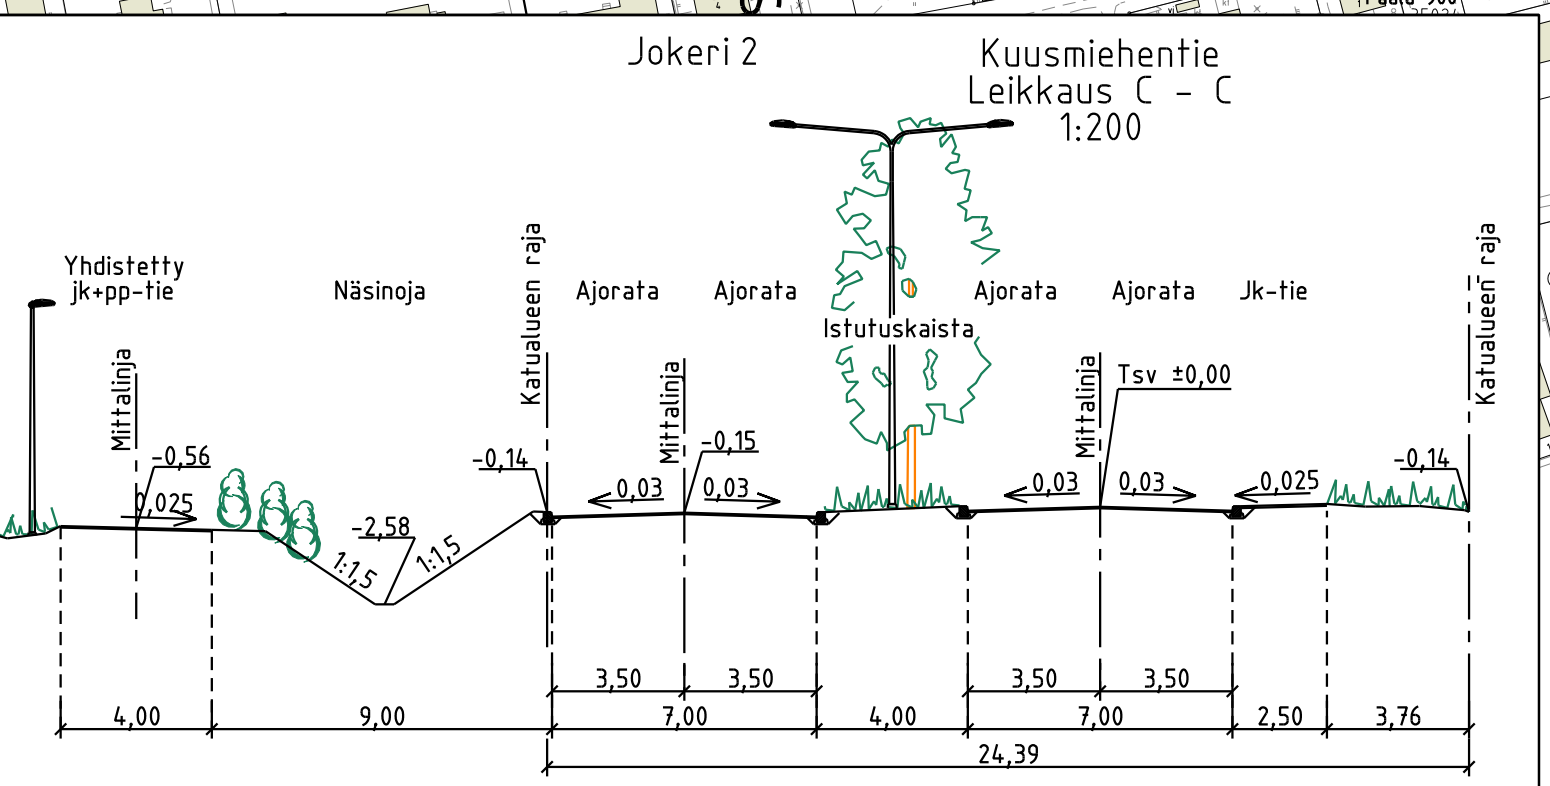 Jokeri 2
Kuusmiehentie
Leikkaus C - C
1:200
Yhdistetty
jk+pp-tie
Näsinoja
Katualueen raja
Ajorata
Ajorata
Istutuskaista
Ajorata
Ajorata
Jk-tie
Katualueen raja
Mittalinja
Mittalinja
Mittalinja
Tsv ±0,00
-0,56
0,025
-2,58
1:1,5
1:1,5
-0,14
0,03
-0,15
0,03
0,03
0,03
0,025
-0,14
3,50
3,50
3,50
3,50
4,00
9,00
7,00
4,00
7,00
2,50
3,76
24,39